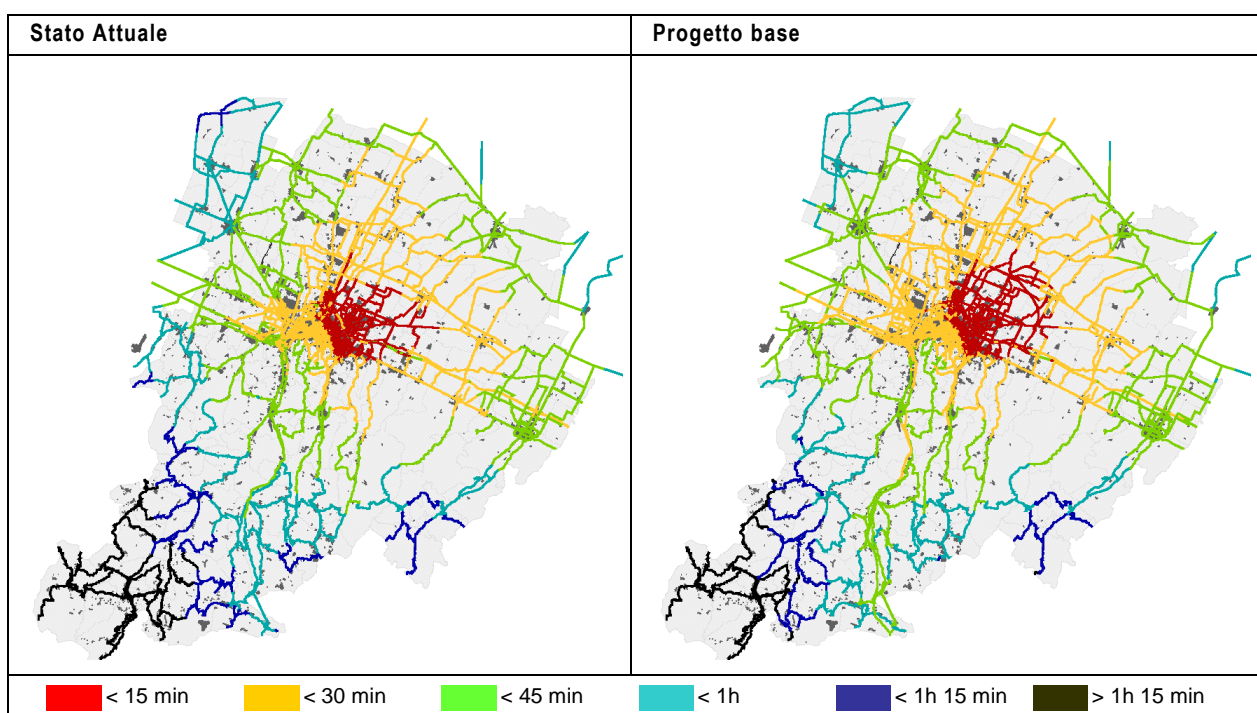 Stato Attuale
Progetto base
< 15 min
< 30 min
< 45 min
< 1h
< 1h 15 min
> 1h 15 min